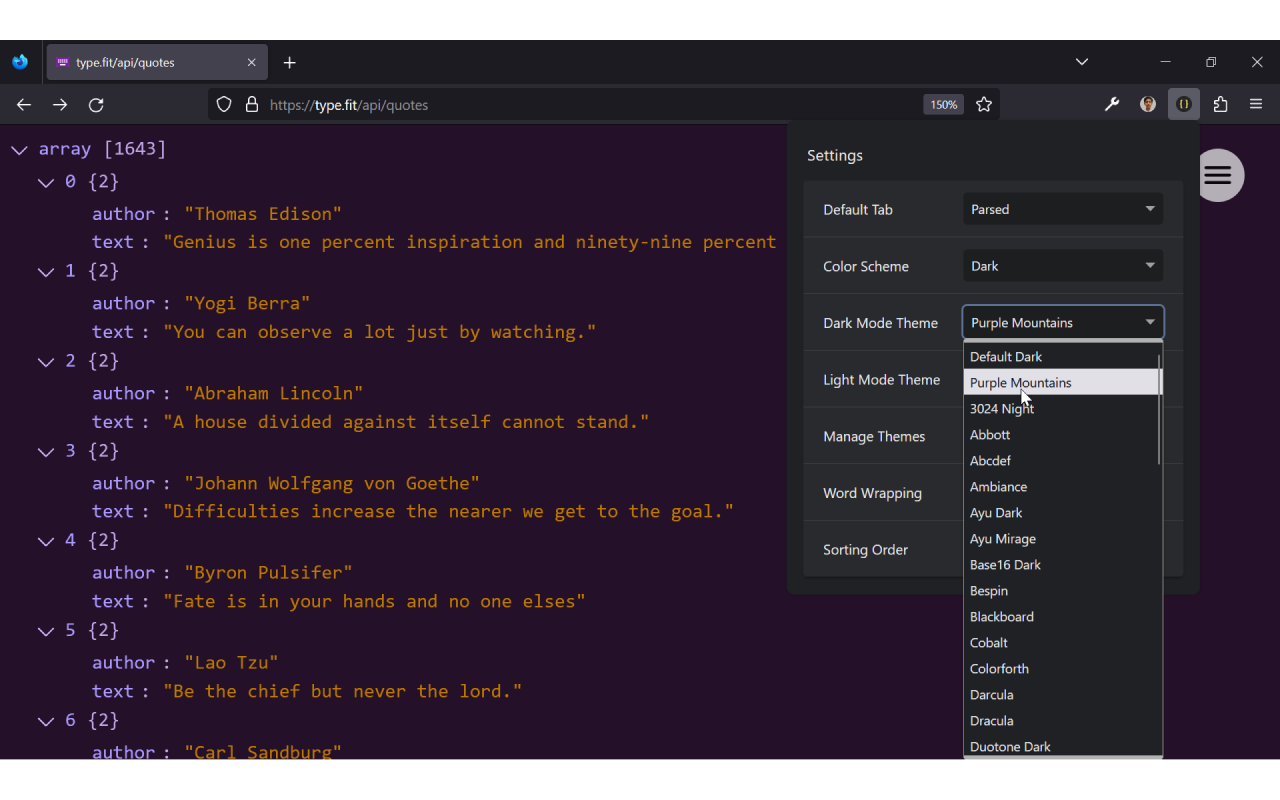 type.fit/api/quotes
https://type.fit/api/quotes
150%
array [1643]
0 {2}
author : "Thomas Edison"
text : "Genius is one percent inspiration and ninety-nine percent
1 {2}
author : "Yogi Berra"
text : "You can observe a lot just by watching."
2 {2}
author : "Abraham Lincoln"
text : "A house divided against itself cannot stand."
3 {2}
author : "Johann Wolfgang von Goethe"
text : "Difficulties increase the nearer we get to the goal."
4 {2}
author : "Byron Pulsifer"
text : "Fate is in your hands and no one elses"
5 {2}
author : "Lao Tzu"
text : "Be the chief but never the lord."
6 {2}
author : "Carl Sandburg"
Settings
Default Tab Parsed
Color Scheme Dark
Dark Mode Theme Purple Mountains
Light Mode Theme
Manage Themes
Word Wrapping
Sorting Order
Default Dark
Purple Mountains
3024 Night
Abbott
Abcdef
Ambiance
Ayu Dark
Ayu Mirage
Base16 Dark
Bespin
Blackboard
Cobalt
Colorforth
Darcula
Dracula
Duotone Dark